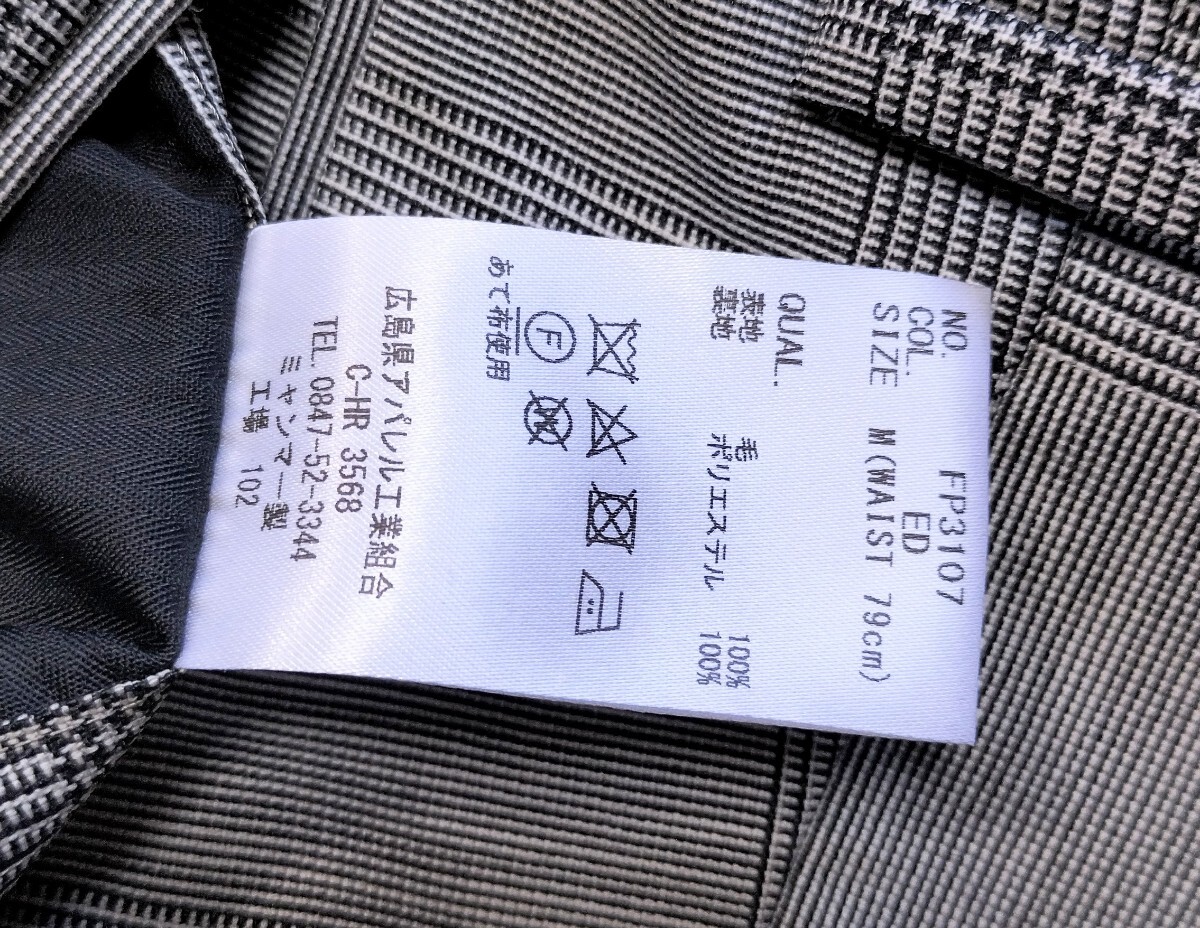 NO. FP3107
COL. ED
SIZE M(WAIST 79cm)
QUAL.
表地 毛 100%
裏地 ポリエステル 100%
F W
あて布使用
広島県アパレル工業組合
C-HR 3568
TEL. 0847-52-3344
ミャンマー製
工場 102